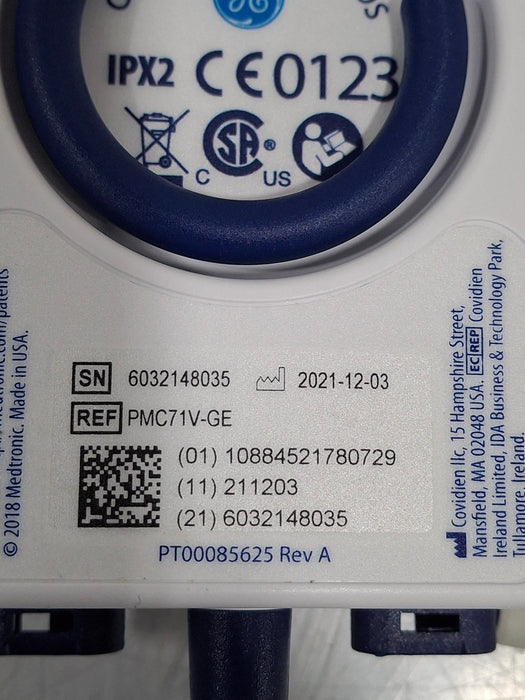 IPX2 CE0123
SA®
C US
SN 6032148035 2021-12-03
REF PMC71V-GE
(01) 10884521780729
(11) 211203
(21) 6032148035
PT00085625 Rev A
© 2018 Medtronic. Made in USA.
Covidien llc, 15 Hampshire Street,
Mansfield, MA 02048 USA. EC REP Covidien
Ireland Limited, IDA Business & Technology Park,
Tullamore, Ireland.